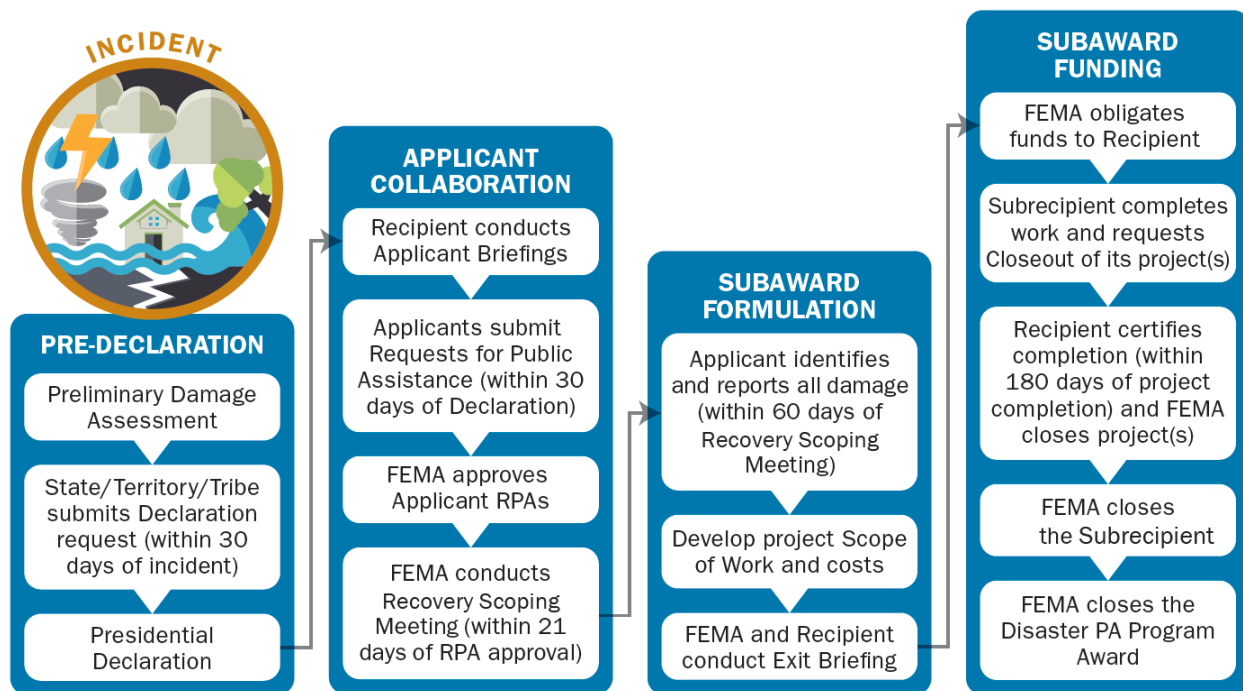 INCIDENT
PRE-DECLARATION
Preliminary Damage
Assessment
State/Territory/Tribe
submits Declaration
request (within 30
days of incident)
Presidential
Declaration
APPLICANT
COLLABORATION
Recipient conducts
Applicant Briefings
Applicants submit
Requests for Public
Assistance (within 30
days of Declaration)
FEMA approves
Applicant RPAs
FEMA conducts
Recovery Scoping
Meeting (within 21
days of RPA approval)
SUBAWARD
FORMULATION
Applicant identifies
and reports all damage
(within 60 days of
Recovery Scoping
Meeting)
Develop project Scope
of Work and costs
FEMA and Recipient
conduct Exit Briefing
SUBAWARD
FUNDING
FEMA obligates
funds to Recipient
Subrecipient completes
work and requests
Closeout of its project(s)
Recipient certifies
completion (within
180 days of project
completion) and FEMA
closes project(s)
FEMA closes
the Subrecipient
FEMA closes the
Disaster PA Program
Award